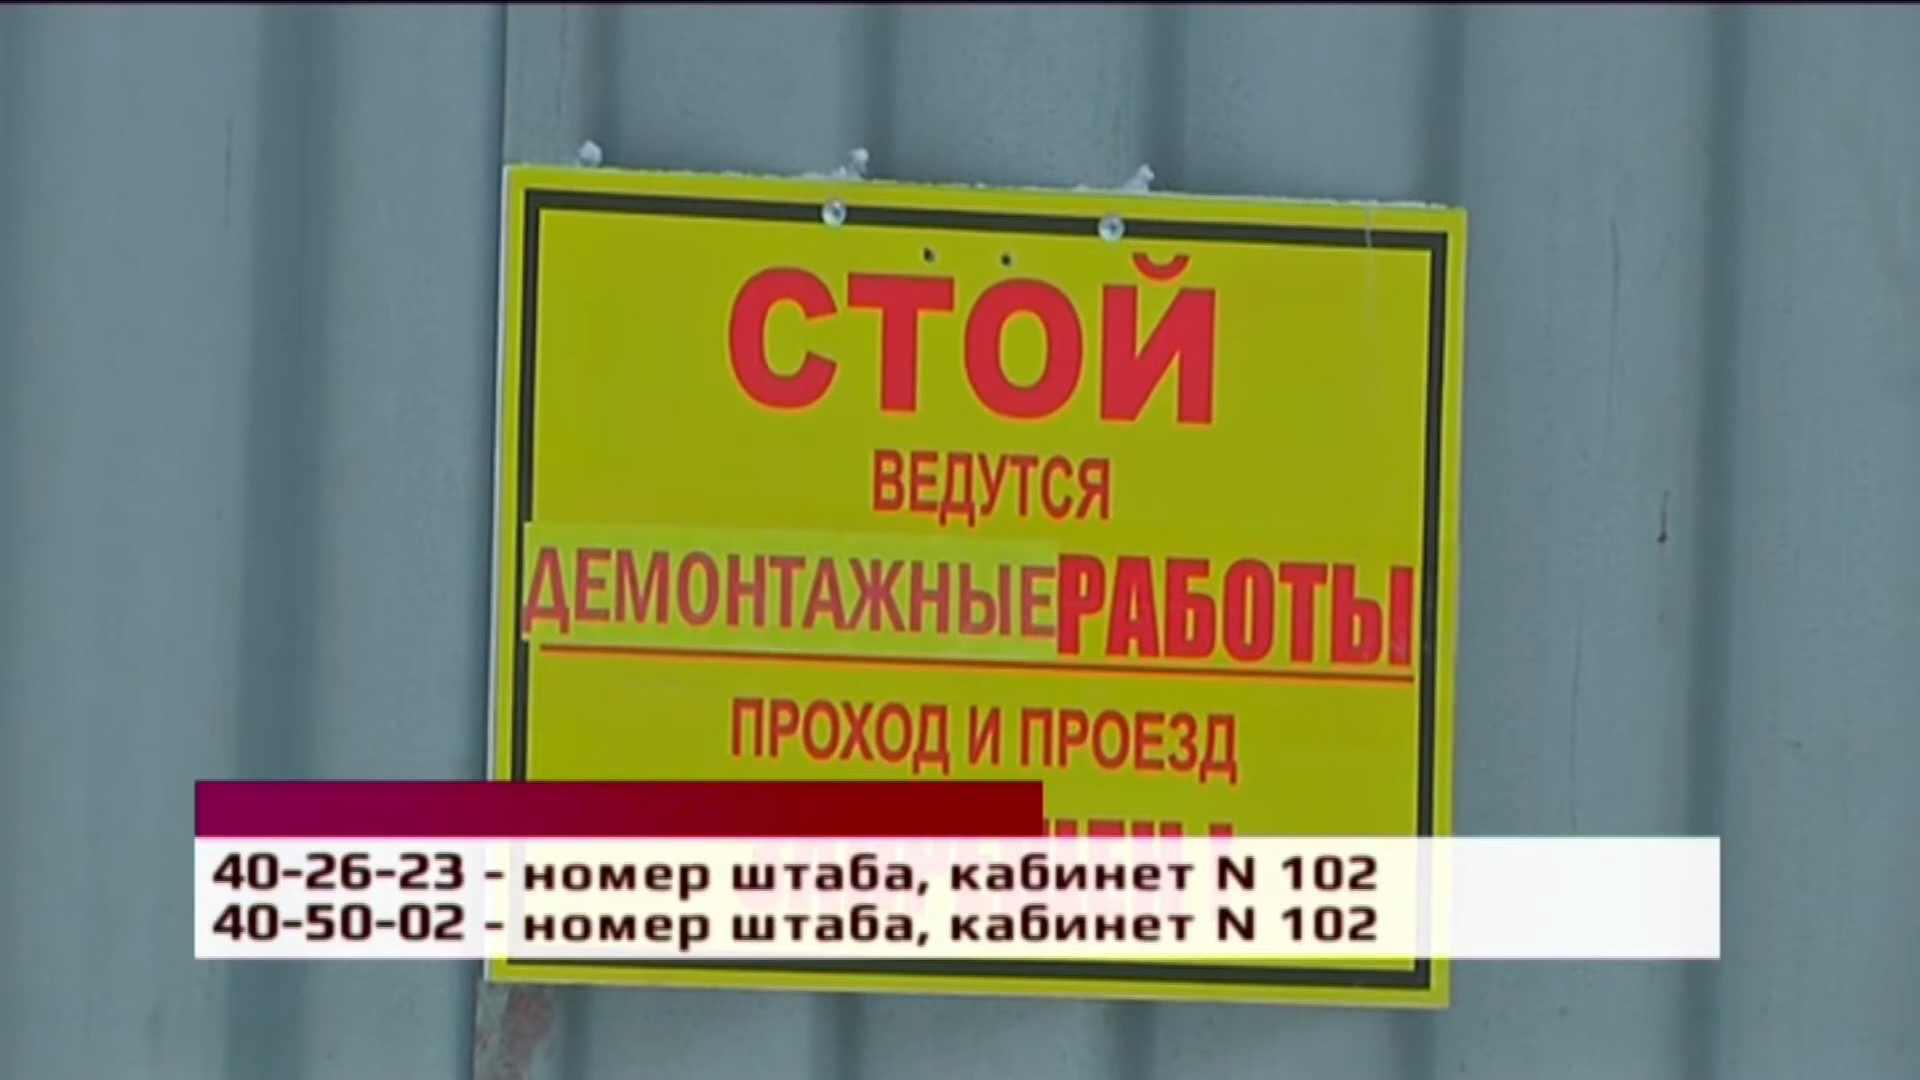 СТОЙ
ВЕДУТСЯ
ДЕМОНТАЖНЫЕ РАБОТЫ
ПРОХОД И ПРОЕЗД
40-26-23 - номер штаба, кабинет N 102
40-50-02 - номер штаба, кабинет N 102